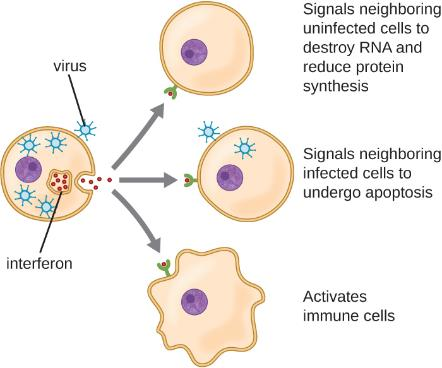 Signals neighboring
uninfected cells to
destroy RNA and
reduce protein
synthesis
virus
Signals neighboring
infected cells to
undergo apoptosis
interferon
Activates
immune cells